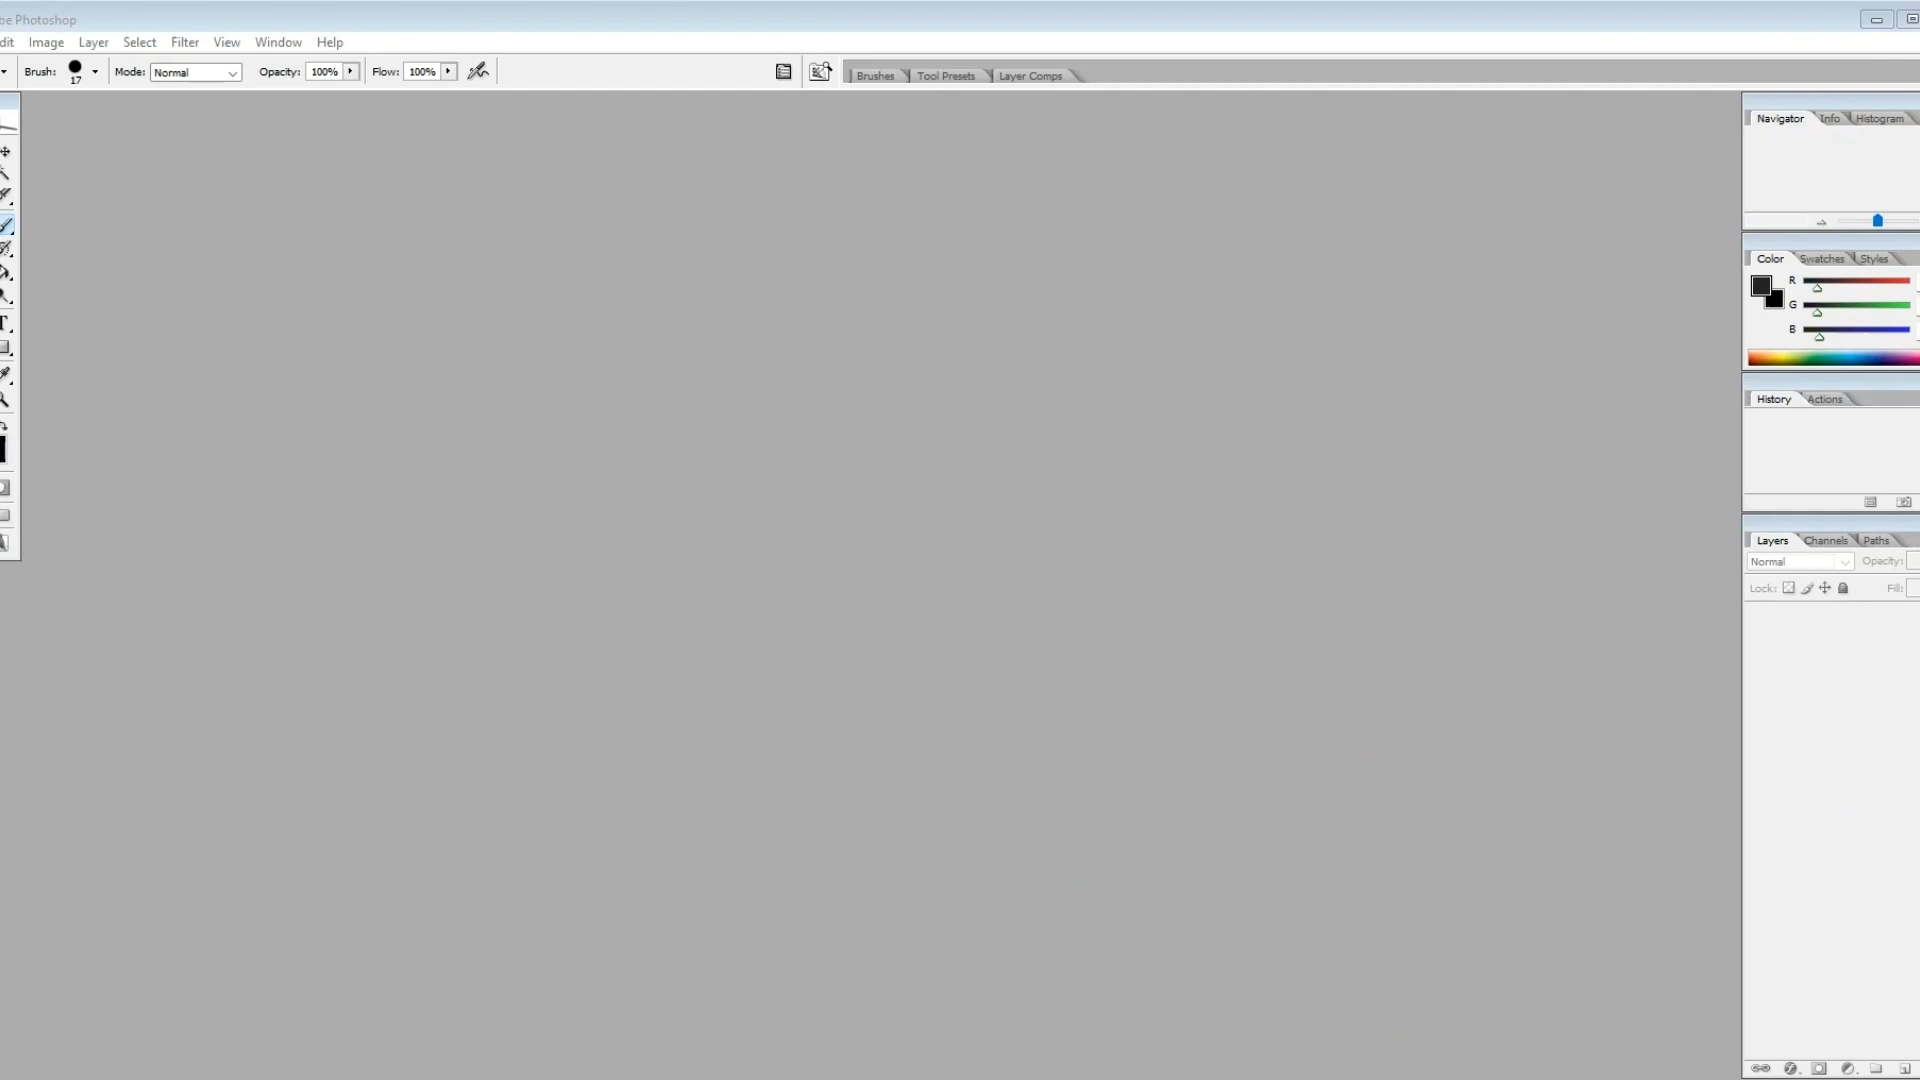 be Photoshop
dit Image Layer Select Filter View Window Help
Brush: 17 Mode: Normal Opacity: 100% Flow: 100% Brushes Tool Presets Layer Comps
Navigator Info Histogram
Color Swatches Styles
R
G
B
T
History Actions
Layers Channels Paths
Normal Opacity:
Lock: Fill: